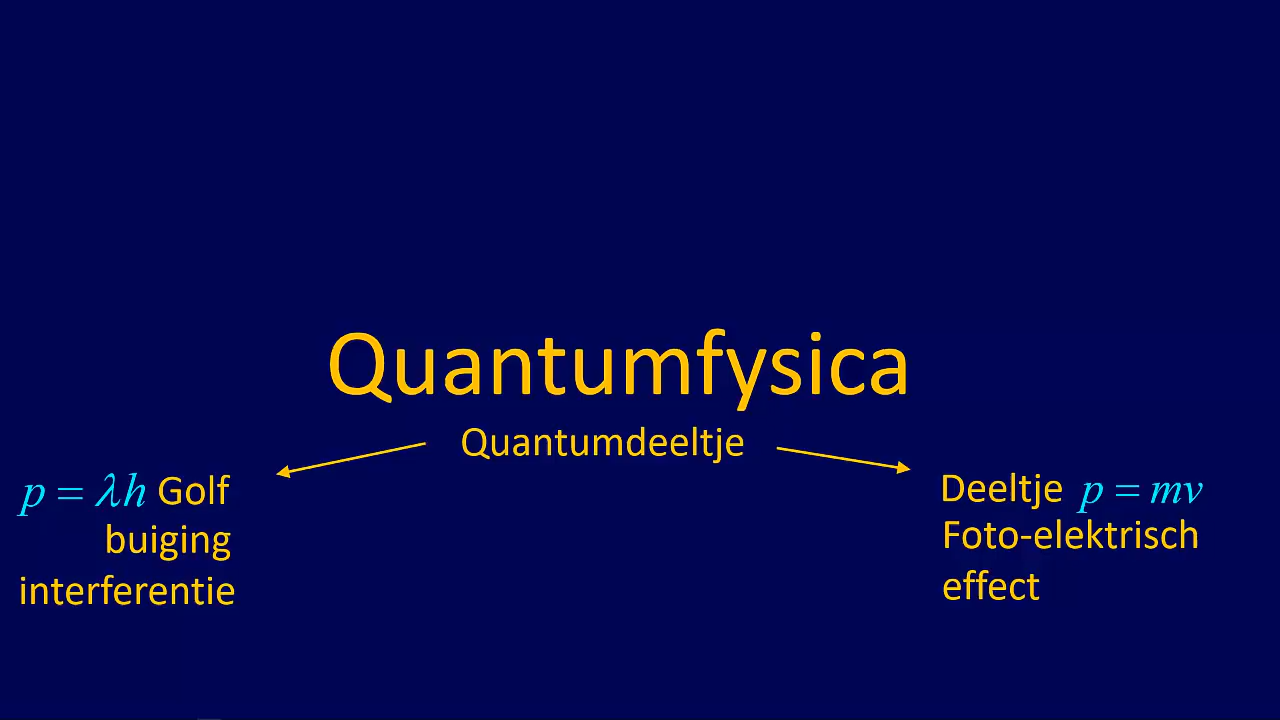 Quantumfysica
Quantumdeeltje
p = λh Golf
buiging
interferentie
Deeltje p = mv
Foto-elektrisch
effect